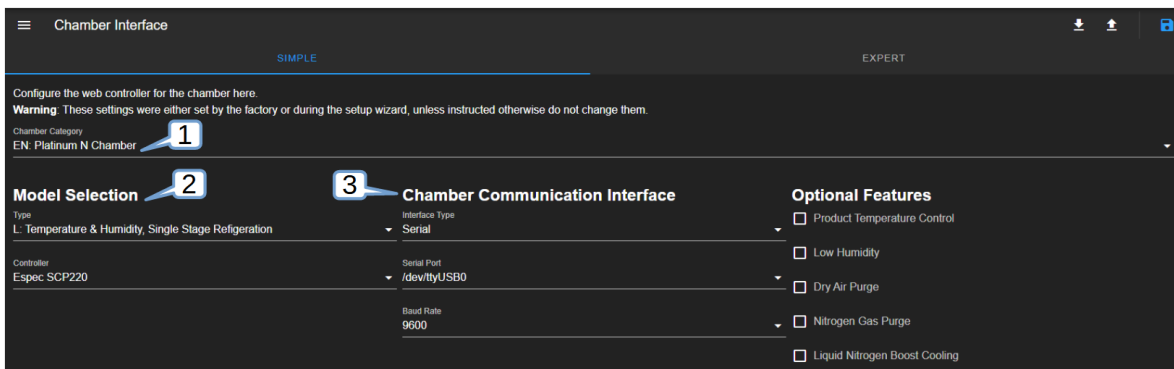 Chamber Interface
SIMPLE
EXPERT
Configure the web controller for the chamber here.
Warning: These settings were either set by the factory or during the setup wizard, unless instructed otherwise do not change them.
Chamber Category
EN: Platinum N Chamber
1
Model Selection
2
Type
L: Temperature & Humidity, Single Stage Refigeration
Controller
Espec SCP220
3
Chamber Communication Interface
Interface Type
Serial
Serial Port
/dev/ttyUSB0
Baud Rate
9600
Optional Features
Product Temperature Control
Low Humidity
Dry Air Purge
Nitrogen Gas Purge
Liquid Nitrogen Boost Cooling